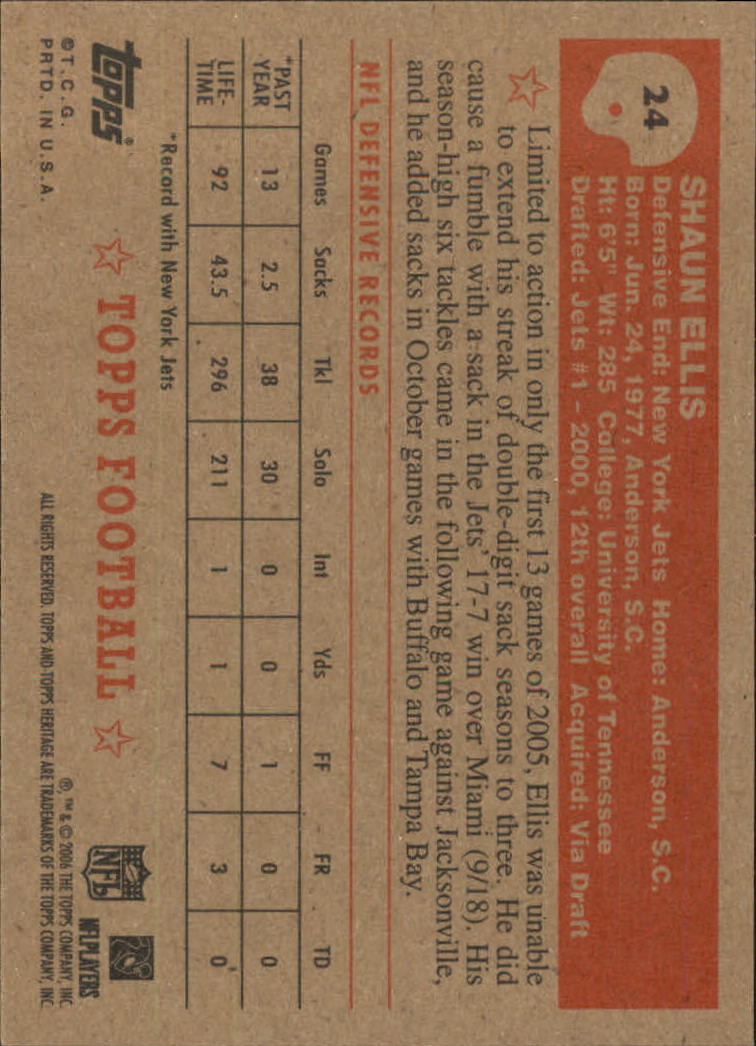 24
SHAUN ELLIS
Defensive End: New York Jets Home: Anderson, S.C.
Born: Jun. 24, 1977, Anderson, S.C.
Ht: 6'5" Wt: 285 College: University of Tennessee
Drafted: Jets #1 - 2000, 12th overall Acquired: Via Draft
Limited to action in only the first 13 games of 2005, Ellis was unable
to extend his streak of double-digit sack seasons to three. He did
cause a fumble with a sack in the Jets' 17-7 win over Miami (9/18). His
season-high six tackles came in the following game against Jacksonville,
and he added sacks in October games with Buffalo and Tampa Bay.
NFL DEFENSIVE RECORDS
Games Sacks Tkl Solo Int Yds FF FR TD
*PAST YEAR 13 2.5 38 30 0 0 1 0 0
LIFE-TIME 92 43.5 296 211 1 1 7 3 0
*Record with New York Jets
topps®
©T.C.G.
PRTD. IN U.S.A.
☆ TOPPS FOOTBALL ☆
NFL
NFLPLAYERS
®, ™ & © 2006 THE TOPPS COMPANY, INC
ALL RIGHTS RESERVED. TOPPS AND TOPPS HERITAGE ARE TRADEMARKS OF THE TOPPS COMPANY, INC